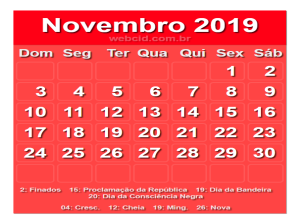 Novembro 2019
webcid.com.br
Dom Seg Ter Qua Qui Sex Sáb
1 2
3 4 5 6 7 8 9
10 11 12 13 14 15 16
17 18 19 20 21 22 23
24 25 26 27 28 29 30
2: Finados 15: Proclamação da República 19: Dia da Bandeira
20: Dia da Consciência Negra
04: Cresc. 12: Cheia 19: Ming. 26: Nova